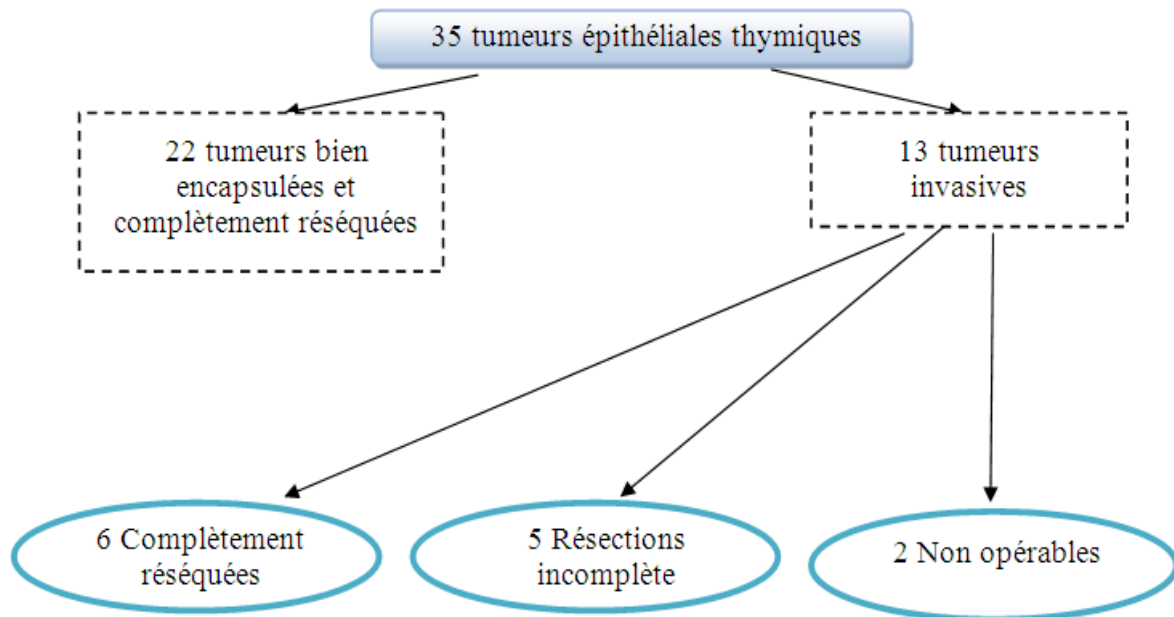 35 tumeurs épithéliales thymiques
22 tumeurs bien
encapsulées et
complètement réséquées
13 tumeurs
invasives
6 Complètement
réséquées
5 Résections
incomplète
2 Non opérables